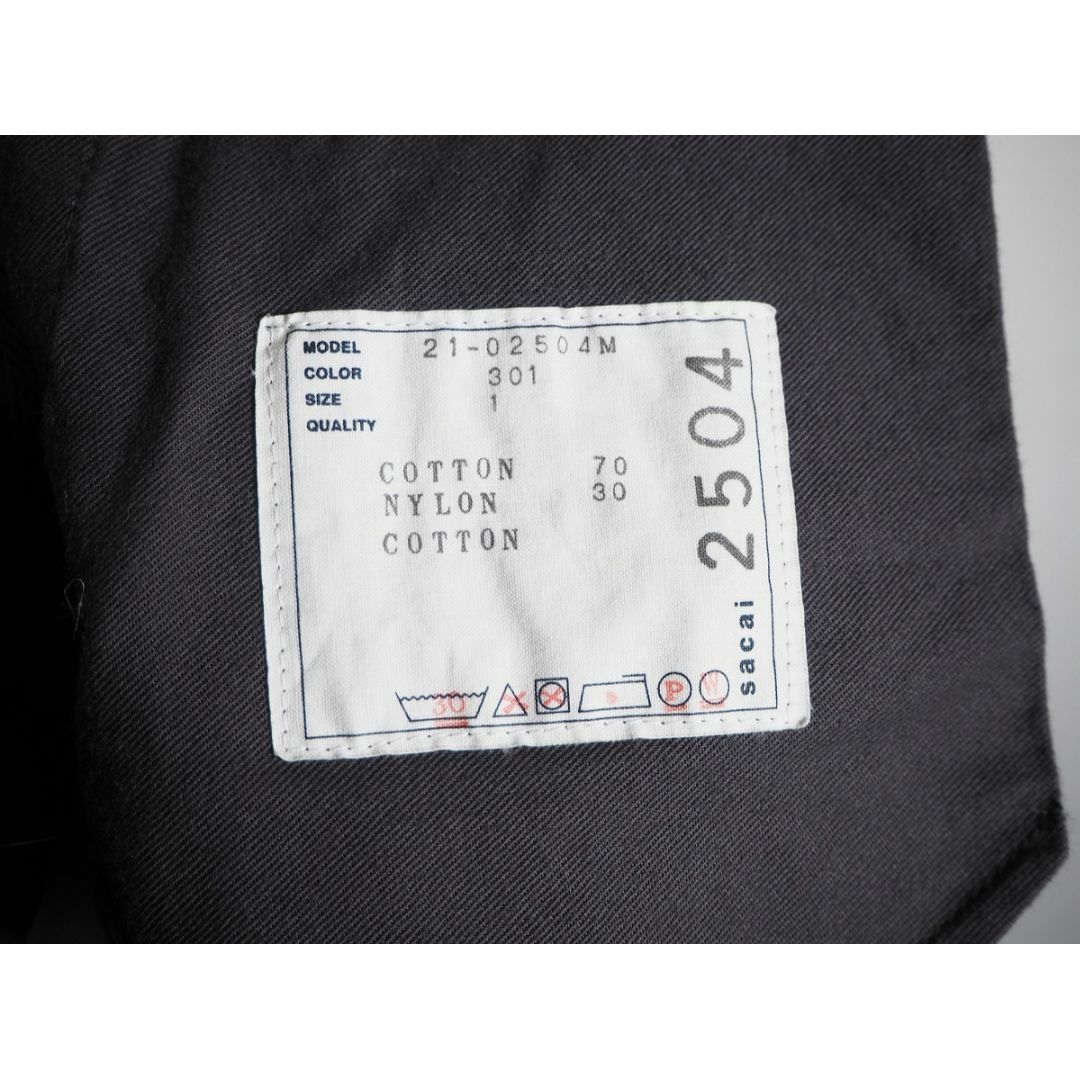 MODEL 21-02504M
COLOR 301
SIZE 1
QUALITY
COTTON 70
NYLON 30
COTTON
30 P W
sacai 2504